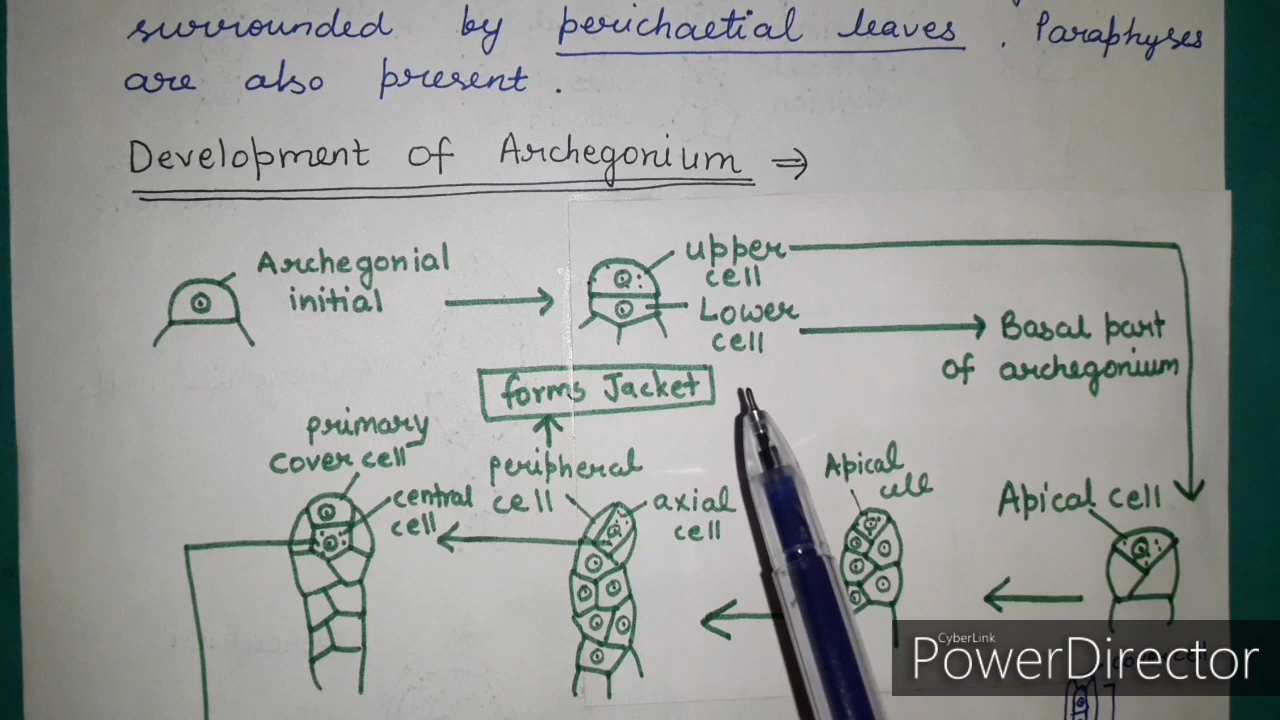 surrounded by perichaetial leaves. Paraphyses
are also present.
Development of Archegonium ⇒
Archegonial
initial
upper
cell
Lower
cell
Basal part
of archegonium
forms Jacket
primary
cover cell
central
cell
peripheral
cell
axial
cell
Apical
cell
Apical cell
CyberLink
PowerDirector